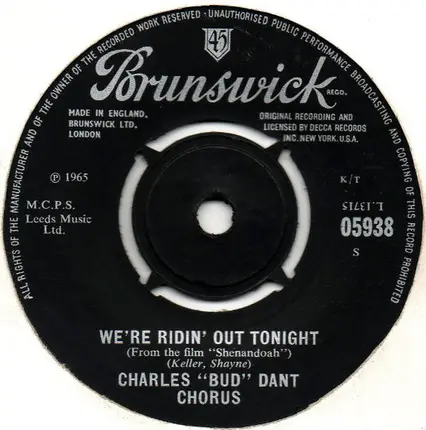 ALL RIGHTS OF THE MANUFACTURER AND OF THE OWNER OF THE RECORDED WORK RESERVED · UNAUTHORISED PUBLIC PERFORMANCE BROADCASTING AND COPYING OF THIS RECORD PROHIBITED
45
Brunswick
REGD.
MADE IN ENGLAND,
BRUNSWICK LTD.,
LONDON
ORIGINAL RECORDING AND
LICENSED BY DECCA RECORDS
INC. NEW YORK. U.S.A.
℗ 1965
M.C.P.S.
Leeds Music
Ltd.
K/T
L.13715
05938
S
WE'RE RIDIN' OUT TONIGHT
(From the film "Shenandoah")
(Keller, Shayne)
CHARLES "BUD" DANT
CHORUS